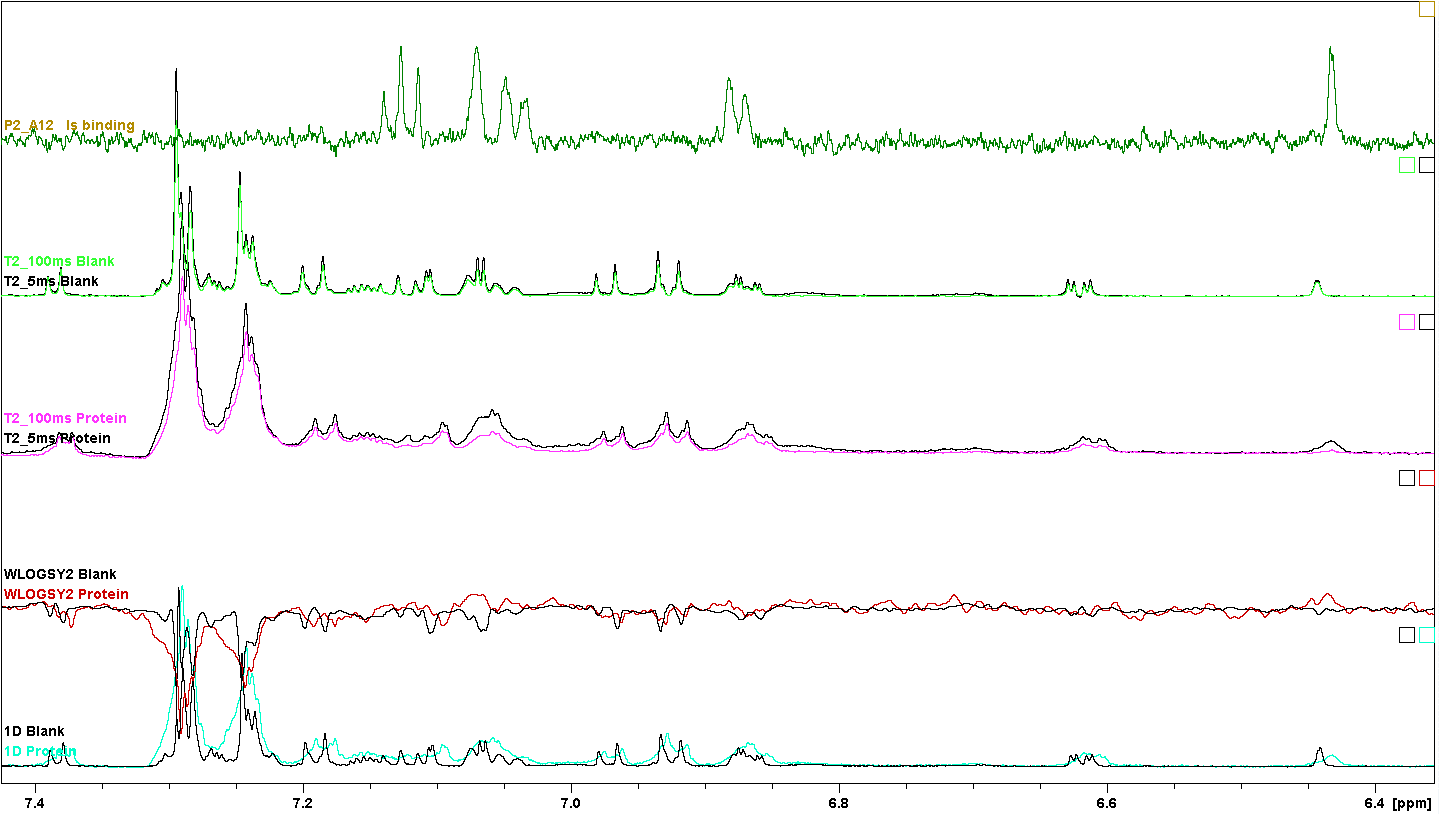 P2_A12 Is binding
T2_100ms Blank
T2_5ms Blank
T2_100ms Protein
T2_5ms Protein
WLOGSY2 Blank
WLOGSY2 Protein
1D Blank
1D Protein
7.4 7.2 7.0 6.8 6.6 6.4 [ppm]